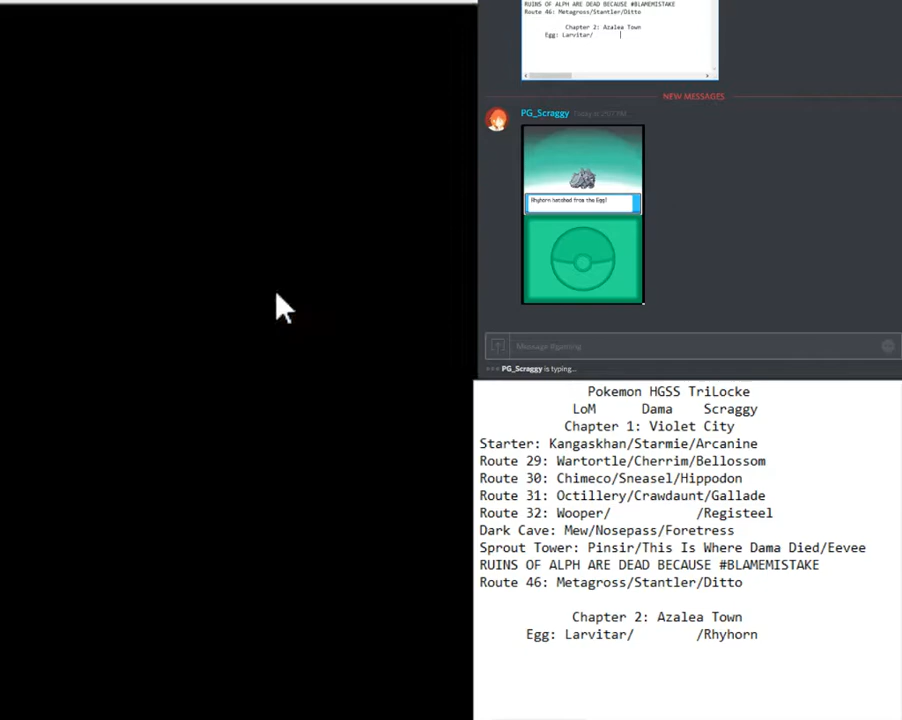 RUINS OF ALPH ARE DEAD BECAUSE #BLAMEMISTAKE
Route 46: Metagross/Stantler/Ditto
Chapter 2: Azalea Town
Egg: Larvitar/
NEW MESSAGES
PG_Scraggy Today at
Rhyhorn hatched from the Egg!
Message #gaming
PG_Scraggy is typing...
Pokemon HGSS TriLocke
LoM Dama Scraggy
Chapter 1: Violet City
Starter: Kangaskhan/Starmie/Arcanine
Route 29: Wartortle/Cherrim/Bellossom
Route 30: Chimeco/Sneasel/Hippodon
Route 31: Octillery/Crawdaunt/Gallade
Route 32: Wooper/ /Registeel
Dark Cave: Mew/Nosepass/Foretress
Sprout Tower: Pinsir/This Is Where Dama Died/Eevee
RUINS OF ALPH ARE DEAD BECAUSE #BLAMEMISTAKE
Route 46: Metagross/Stantler/Ditto
Chapter 2: Azalea Town
Egg: Larvitar/ /Rhyhorn